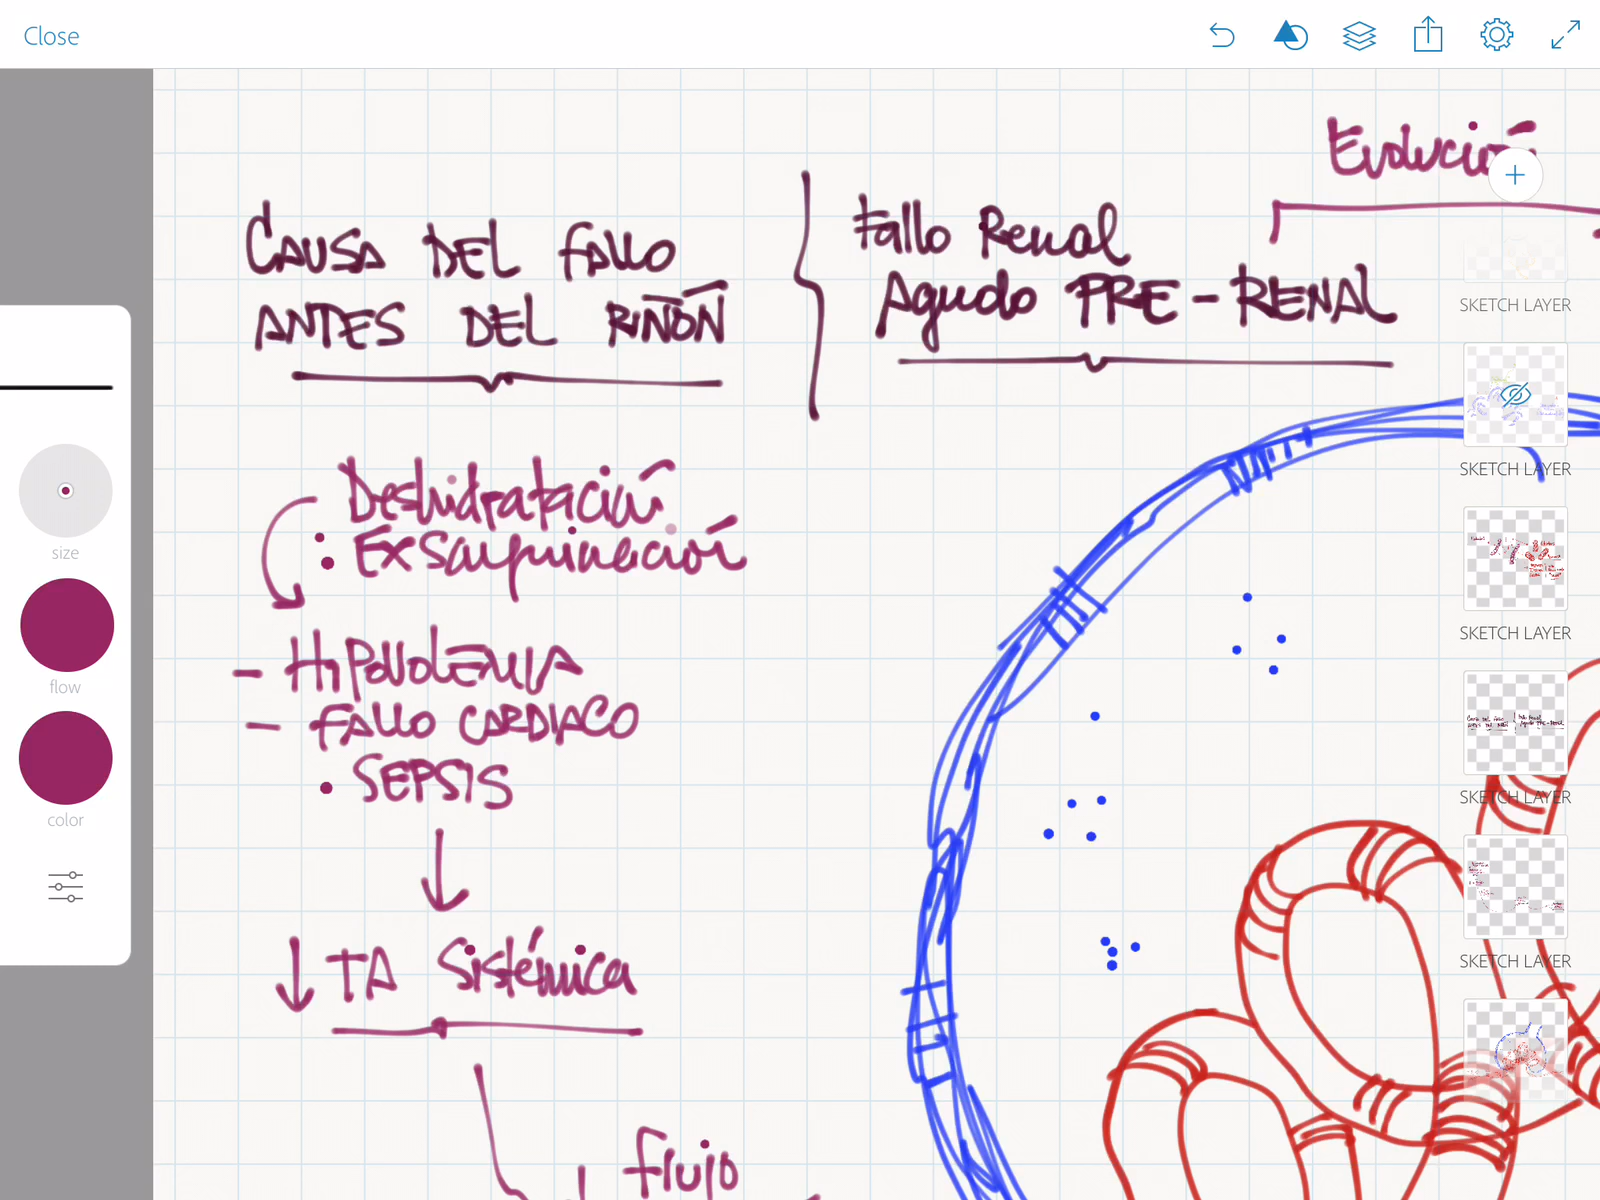 Close
Evolución
CAUSA DEL FALLO
ANTES DEL RIÑÓN
Fallo Renal
Agudo PRE-RENAL
SKETCH LAYER
SKETCH LAYER
Deshidratación
Exsanguinación
size
SKETCH LAYER
- HIPOVOLEMIA
flow
- FALLO CARDIACO
• SEPSIS
SKETCH LAYER
color
↓ TA Sistémica
SKETCH LAYER
flujo